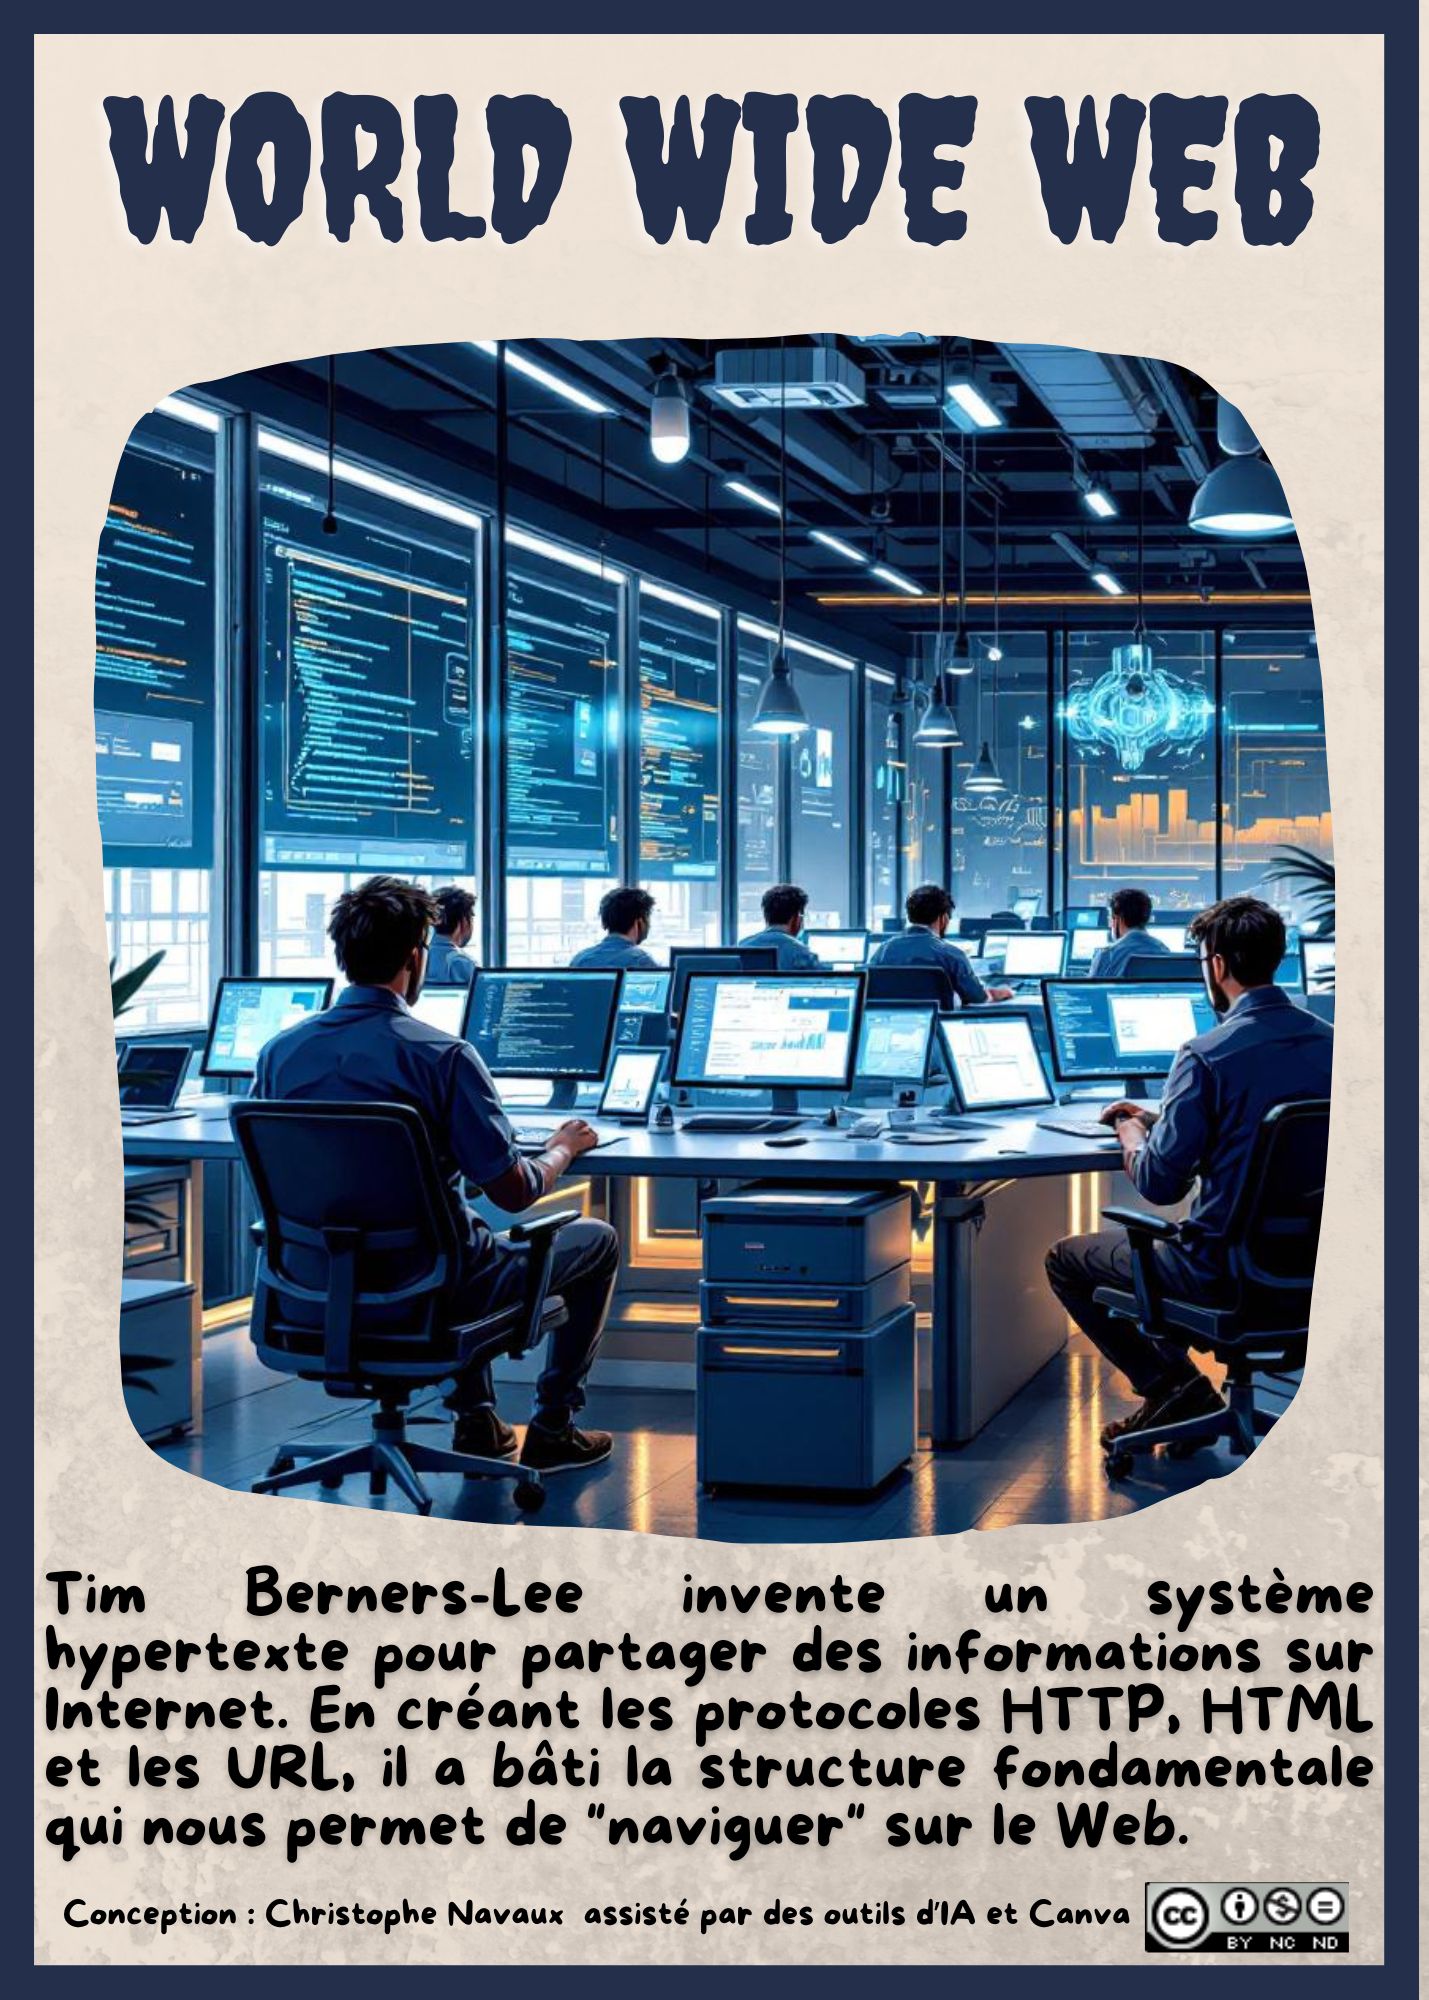 WORLD WIDE WEB
Tim Berners-Lee invente un système
hypertexte pour partager des informations sur
Internet. En créant les protocoles HTTP, HTML
et les URL, il a bâti la structure fondamentale
qui nous permet de "naviguer" sur le Web.
Conception : Christophe Navaux assisté par des outils d'IA et Canva
cc
BY NC ND